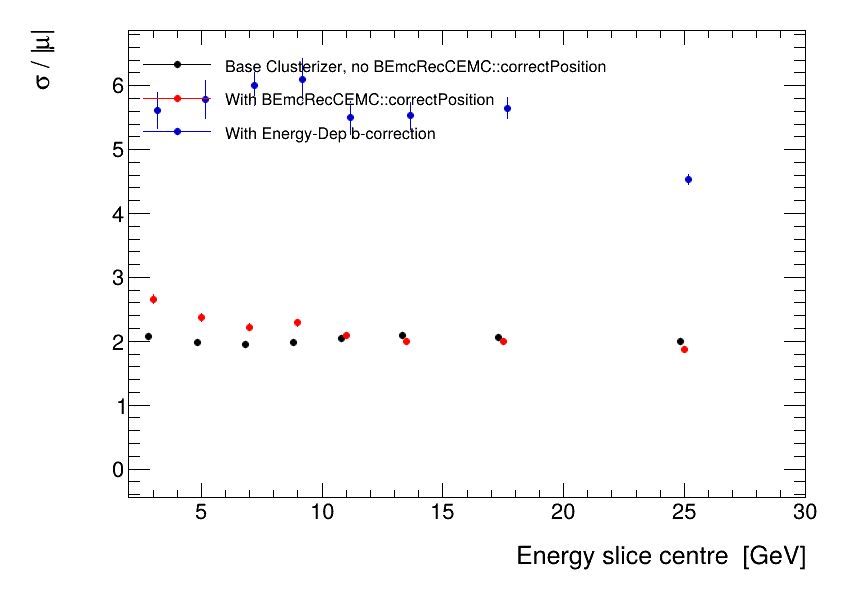 σ / |μ|
Base Clusterizer, no BEmcRecCEMC::correctPosition
With BEmcRecCEMC::correctPosition
With Energy-Dep b-correction
6
5
4
3
2
1
0
5 10 15 20 25 30
Energy slice centre [GeV]